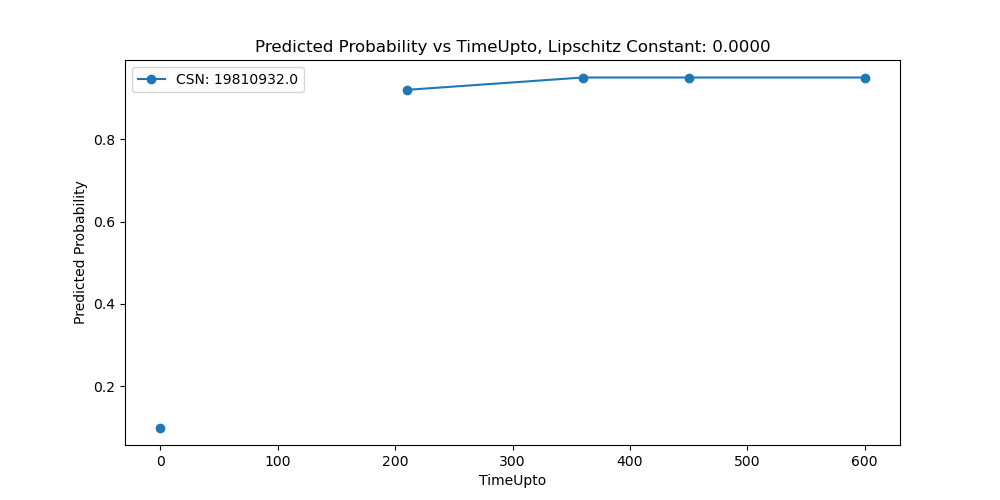 Predicted Probability vs TimeUpto, Lipschitz Constant: 0.0000
CSN: 19810932.0
Predicted Probability
0.8
0.6
0.4
0.2
0 100 200 300 400 500 600
TimeUpto